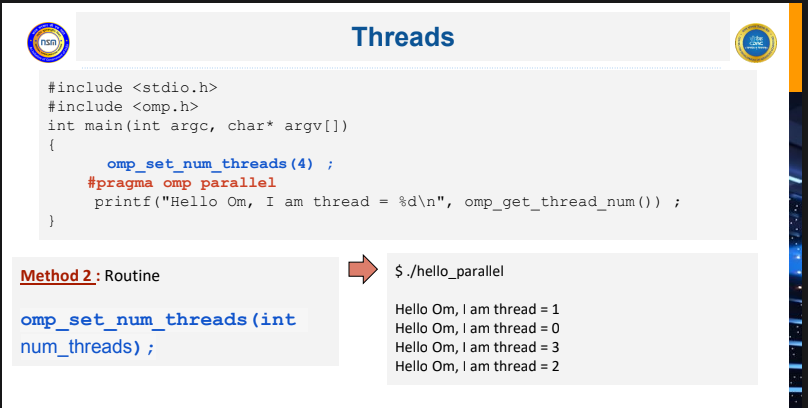 Threads
nsm
#include <stdio.h>
#include <omp.h>
int main(int argc, char* argv[])
{
omp_set_num_threads(4) ;
#pragma omp parallel
printf("Hello Om, I am thread = %d\n", omp_get_thread_num()) ;
}
Method 2 : Routine
omp_set_num_threads(int
num_threads) ;
$ ./hello_parallel
Hello Om, I am thread = 1
Hello Om, I am thread = 0
Hello Om, I am thread = 3
Hello Om, I am thread = 2